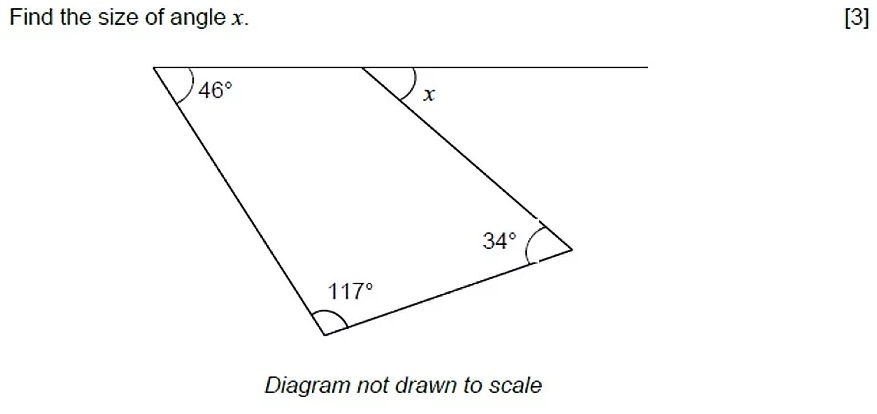 Find the size of angle x. [3]
46°
x
34°
117°
Diagram not drawn to scale